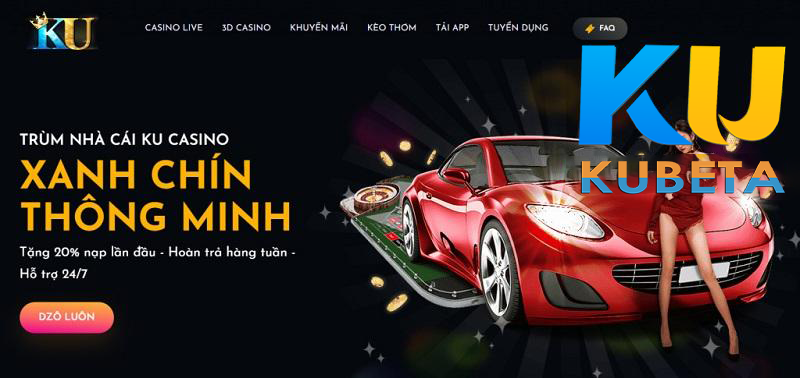 KU
CASINO LIVE
3D CASINO
KHUYẾN MÃI
KÈO THƠM
TẢI APP
TUYỂN DỤNG
FAQ
KU
KUBETA
TRÙM NHÀ CÁI KU CASINO
XANH CHÍN
THÔNG MINH
Tặng 20% nạp lần đầu - Hoàn trả hàng tuần -
Hỗ trợ 24/7
DZÔ LUÔN